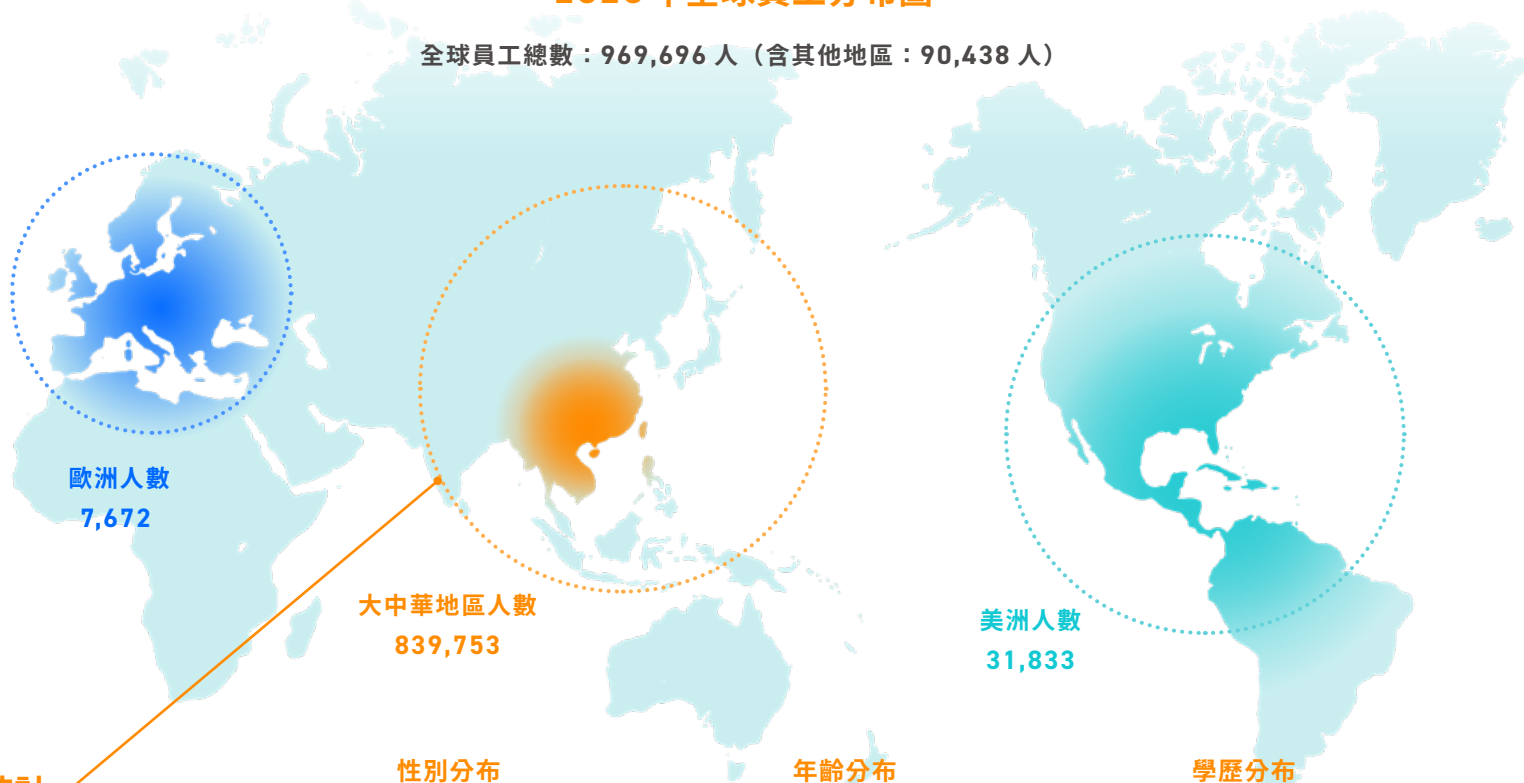 全球員工總數：969,696 人（含其他地區：90,438 人）
歐洲人數
7,672
大中華地區人數
839,753
美洲人數
31,833
性別分布
年齡分布
學歷分布